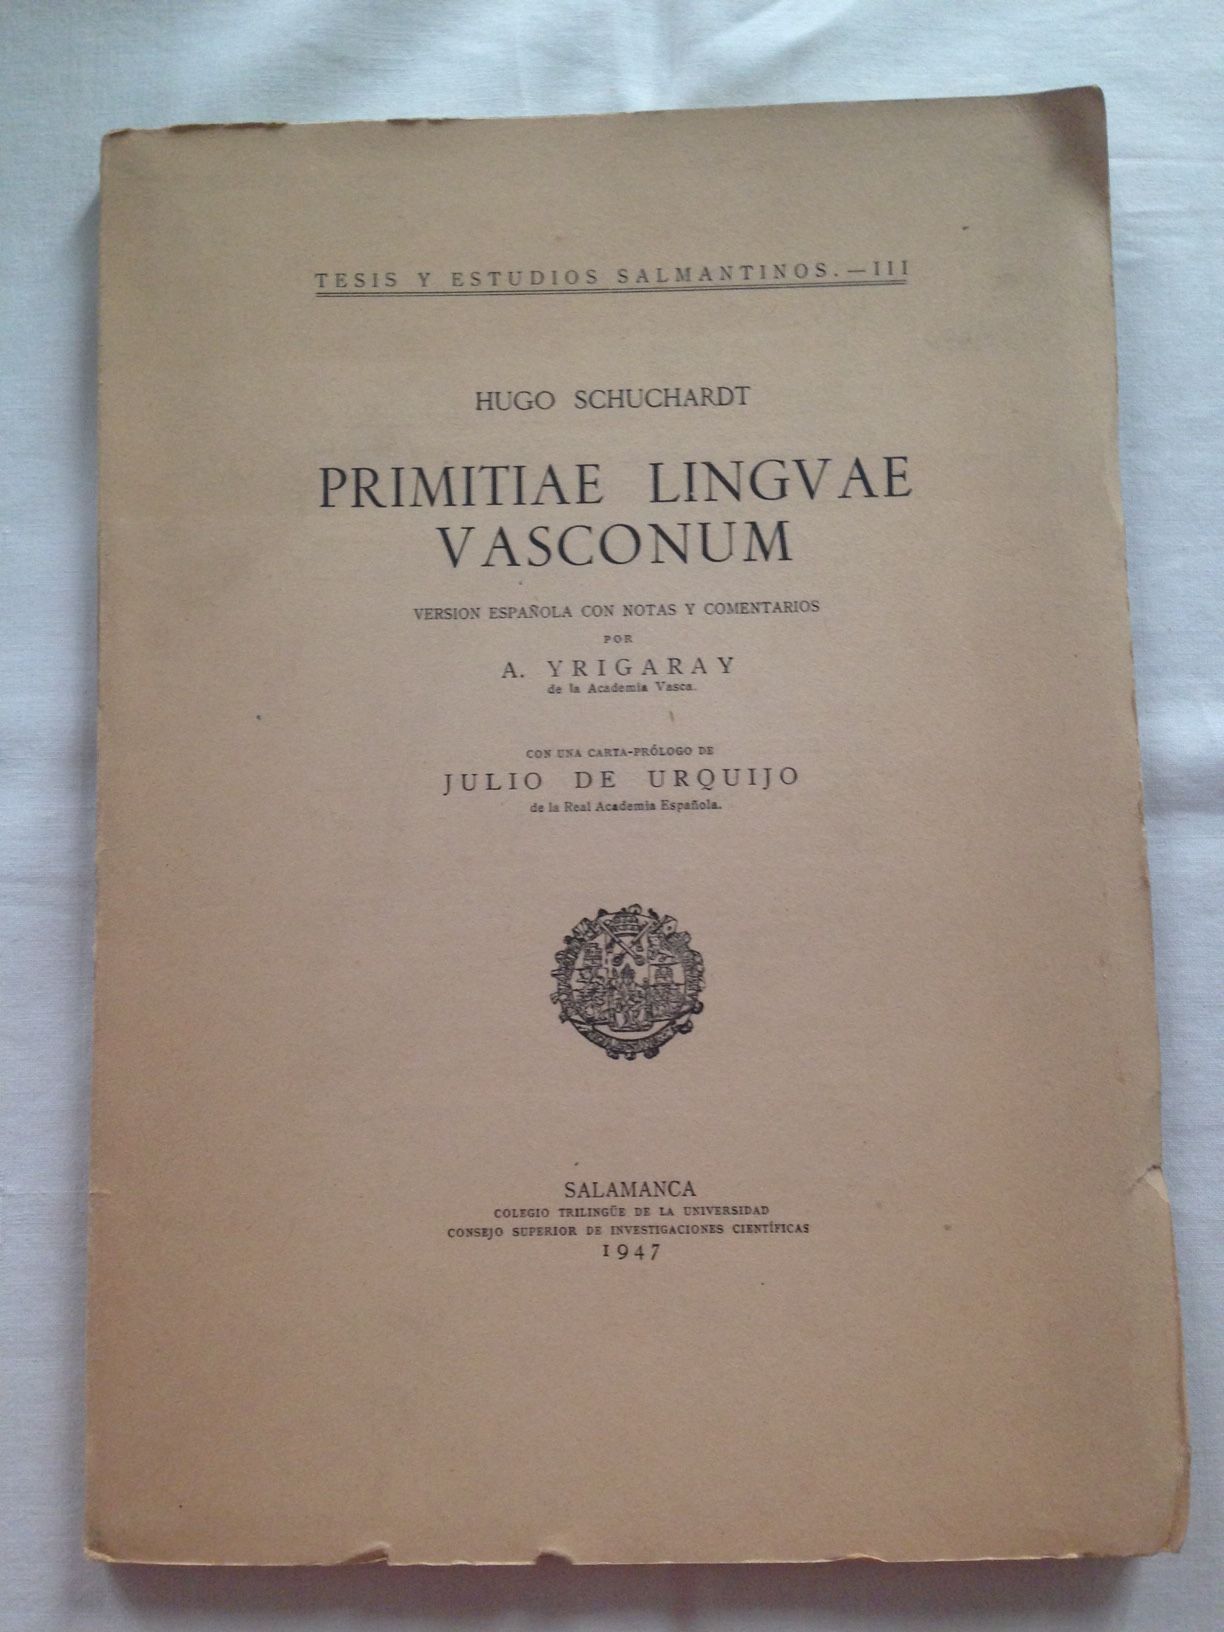 TESIS Y ESTUDIOS SALMANTINOS.—III
HUGO SCHUCHARDT
PRIMITIAE LINGVAE
VASCONUM
VERSION ESPAÑOLA CON NOTAS Y COMENTARIOS
POR
A. YRIGARAY
de la Academia Vasca.
CON UNA CARTA-PRÓLOGO DE
JULIO DE URQUIJO
de la Real Academia Española.
SALAMANCA
COLEGIO TRILINGÜE DE LA UNIVERSIDAD
CONSEJO SUPERIOR DE INVESTIGACIONES CIENTÍFICAS
1947